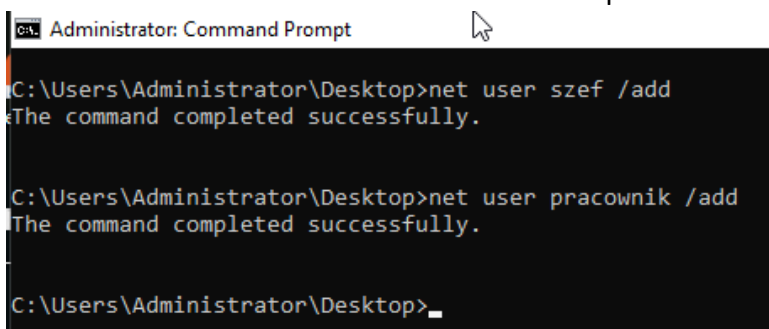 Administrator: Command Prompt
C:\Users\Administrator\Desktop>net user szef /add
The command completed successfully.
C:\Users\Administrator\Desktop>net user pracownik /add
The command completed successfully.
C:\Users\Administrator\Desktop>